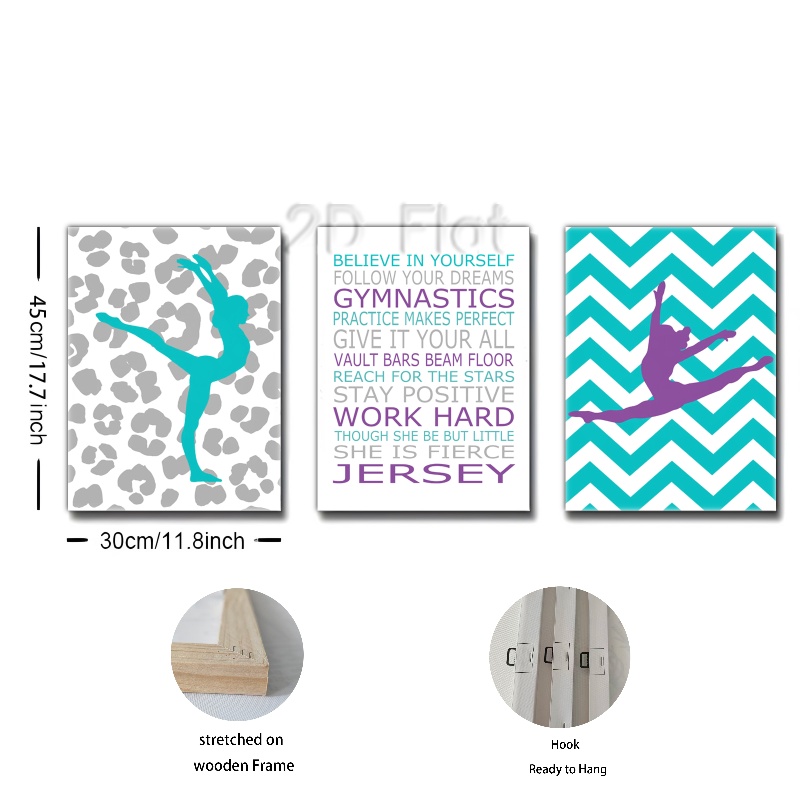 2D Flat
BELIEVE IN YOURSELF
FOLLOW YOUR DREAMS
GYMNASTICS
PRACTICE MAKES PERFECT
GIVE IT YOUR ALL
VAULT BARS BEAM FLOOR
REACH FOR THE STARS
STAY POSITIVE
WORK HARD
THOUGH SHE BE BUT LITTLE
SHE IS FIERCE
JERSEY
45cm/17.7inch
30cm/11.8inch
stretched on
wooden Frame
Hook
Ready to Hang